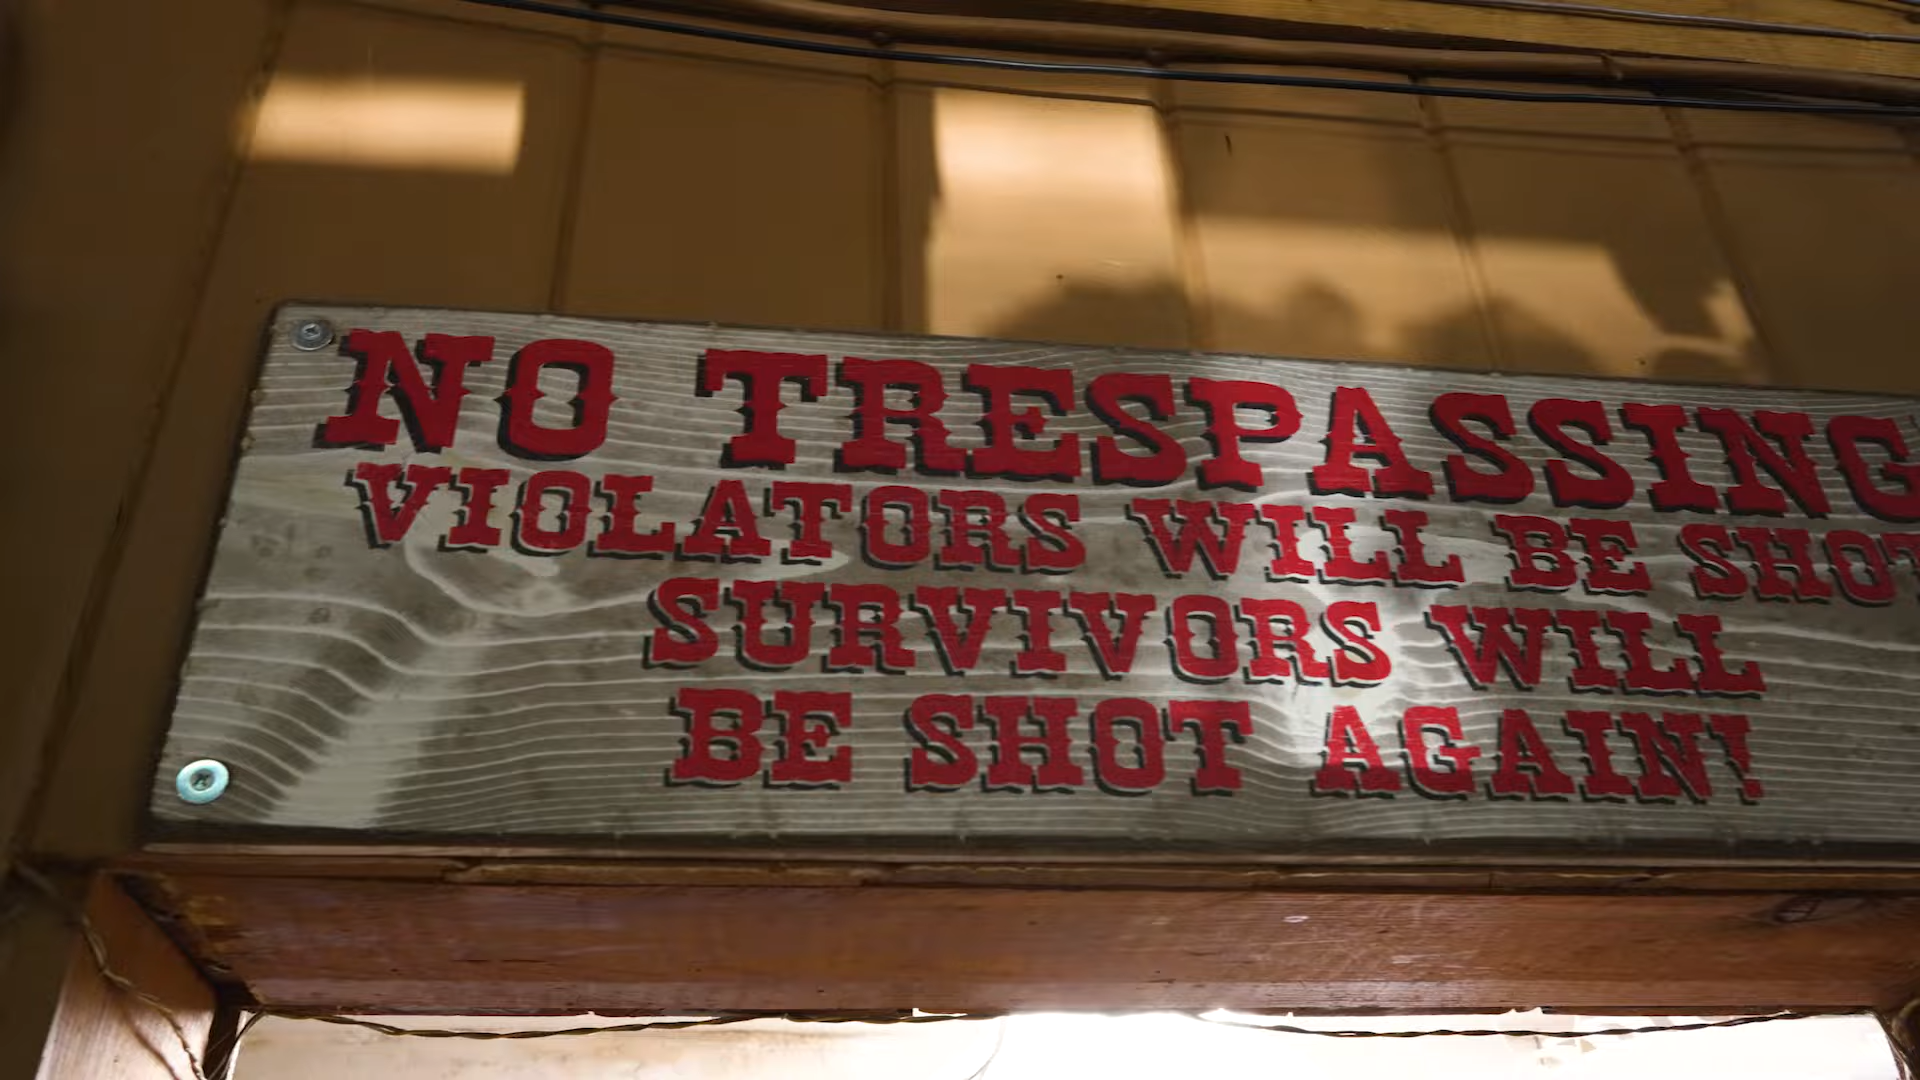 NO TRESPASSING
VIOLATORS WILL BE SHOT
SURVIVORS WILL
BE SHOT AGAIN!